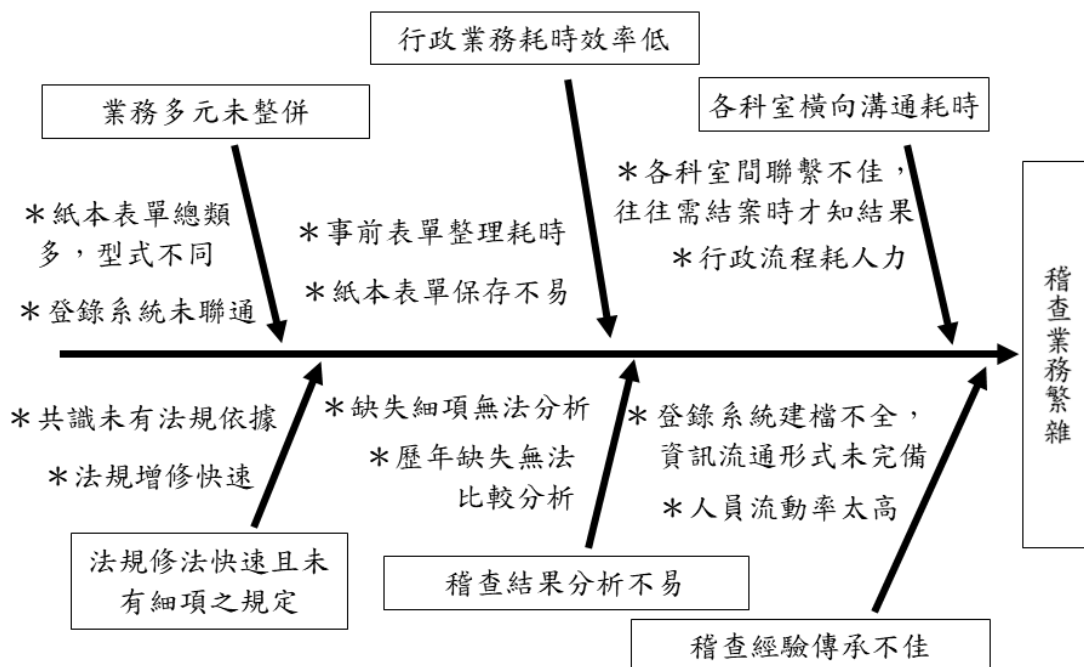 行政業務耗時效率低
業務多元未整併
各科室橫向溝通耗時
＊紙本表單總類
多，型式不同
＊登錄系統未聯通
＊事前表單整理耗時
＊紙本表單保存不易
＊各科室間聯繫不佳，
往往需結案時才知結果
＊行政流程耗人力
稽查業務繁雜
＊共識未有法規依據
＊法規增修快速
＊缺失細項無法分析
＊歷年缺失無法
比較分析
＊登錄系統建檔不全，
資訊流通形式未完備
＊人員流動率太高
法規修法快速且未
有細項之規定
稽查結果分析不易
稽查經驗傳承不佳